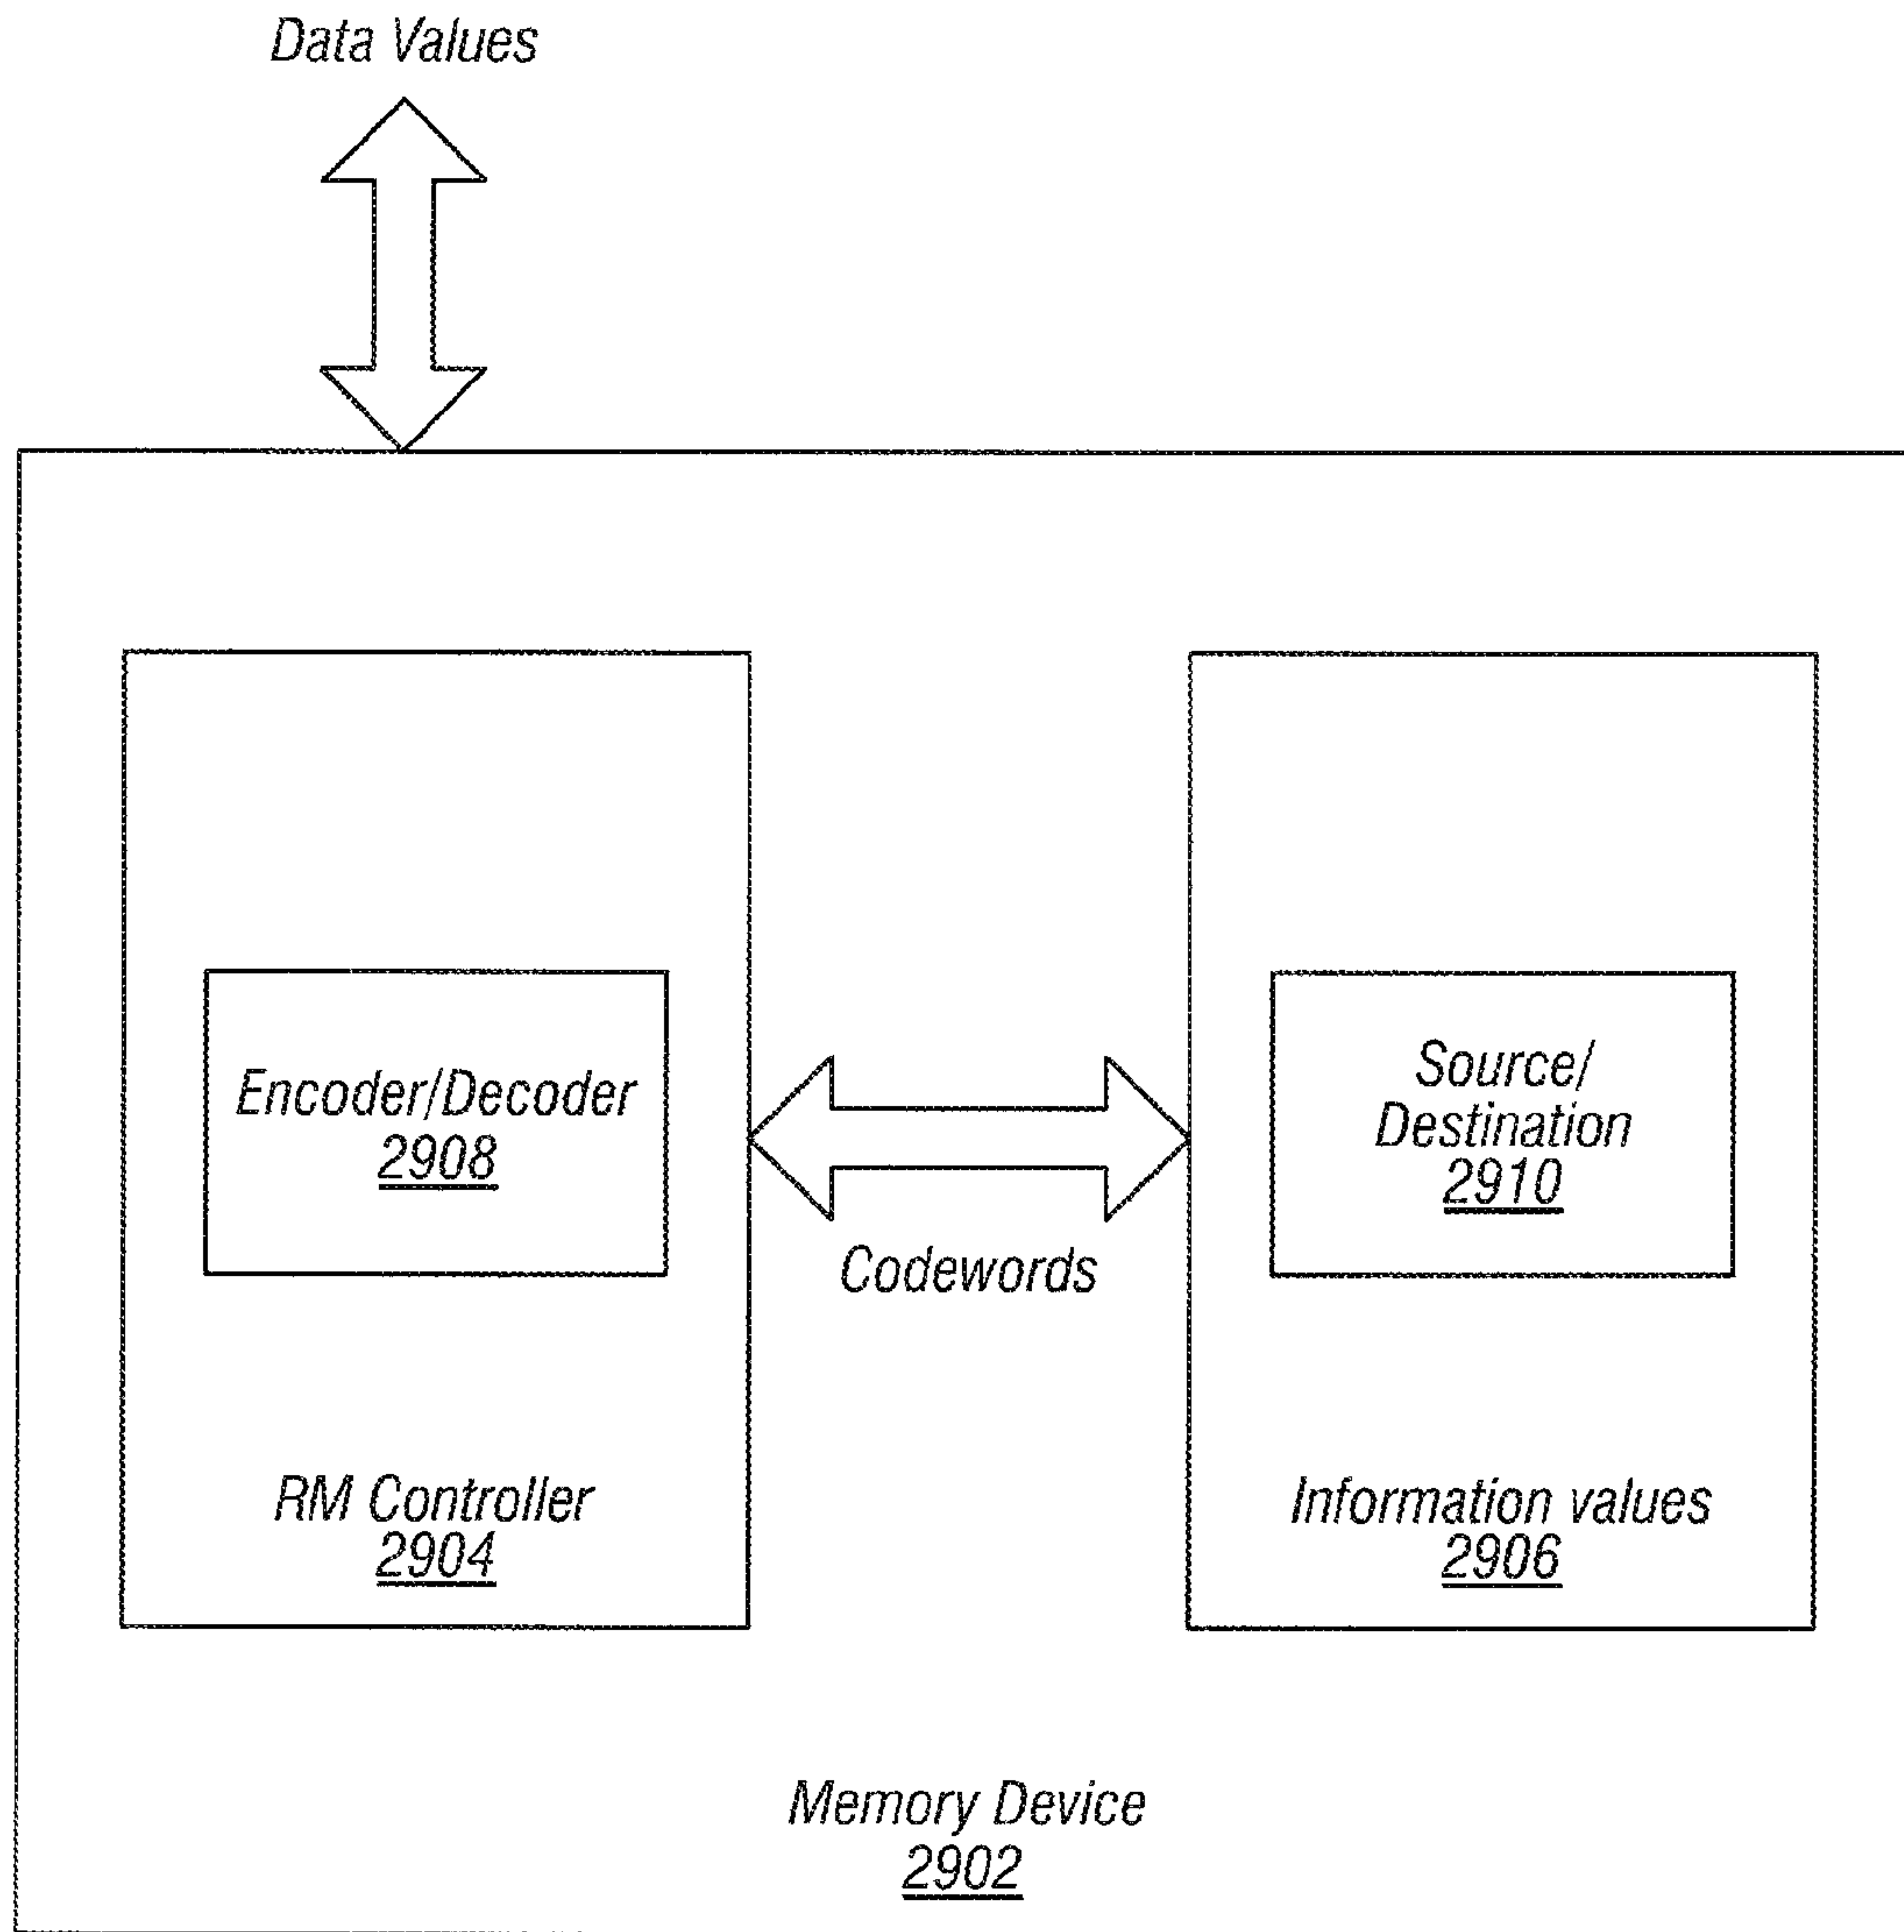 Data Values
Encoder/Decoder
2908
Source/
Destination
2910
Codewords
RM Controller
2904
Information values
2906
Memory Device
2902